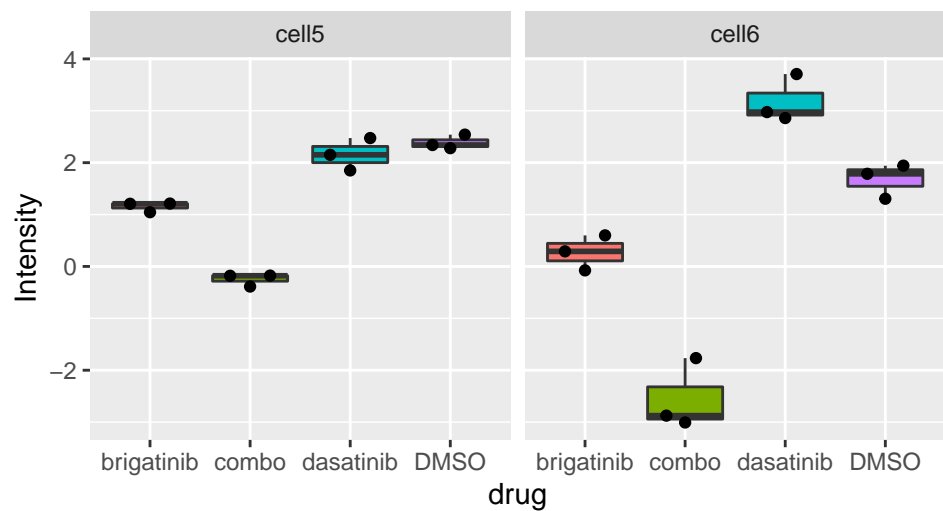 cell5 cell6
4
2
0
−2
Intensity
brigatinib combo dasatinib DMSO brigatinib combo dasatinib DMSO
drug